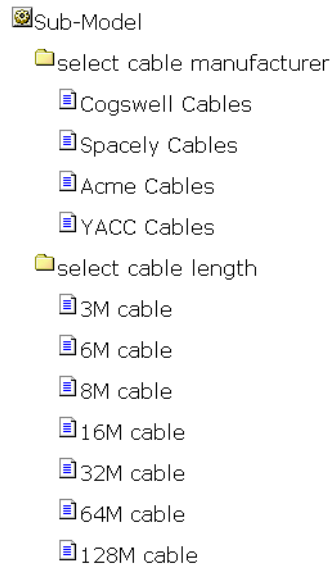 Sub-Model
select cable manufacturer
Cogswell Cables
Spacely Cables
Acme Cables
YACC Cables
select cable length
3M cable
6M cable
8M cable
16M cable
32M cable
64M cable
128M cable